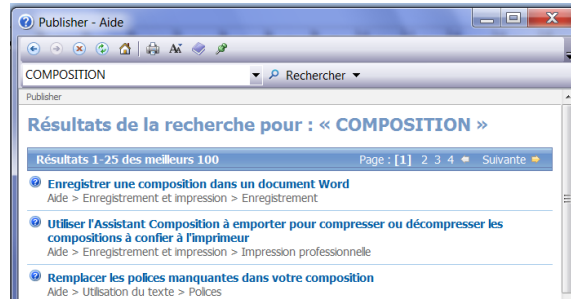 Publisher - Aide
COMPOSITION Rechercher
Publisher
Résultats de la recherche pour : « COMPOSITION »
Résultats 1-25 des meilleurs 100 Page : [1] 2 3 4 Suivante
Enregistrer une composition dans un document Word
Aide > Enregistrement et impression > Enregistrement
Utiliser l'Assistant Composition à emporter pour compresser ou décompresser les
compositions à confier à l'imprimeur
Aide > Enregistrement et impression > Impression professionnelle
Remplacer les polices manquantes dans votre composition
Aide > Utilisation du texte > Polices